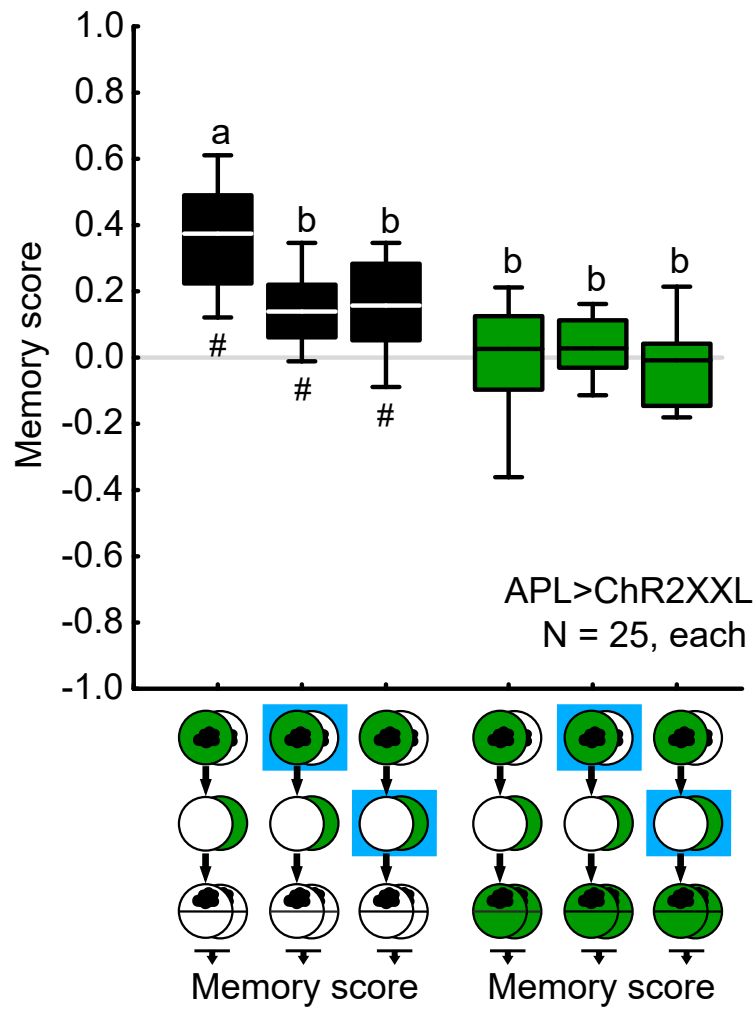 1.0
0.8
0.6
0.4
0.2
0.0
-0.2
-0.4
-0.6
-0.8
-1.0
Memory score
a
b
b
b
b
b
#
#
#
APL>ChR2XXL
N = 25, each
Memory score
Memory score